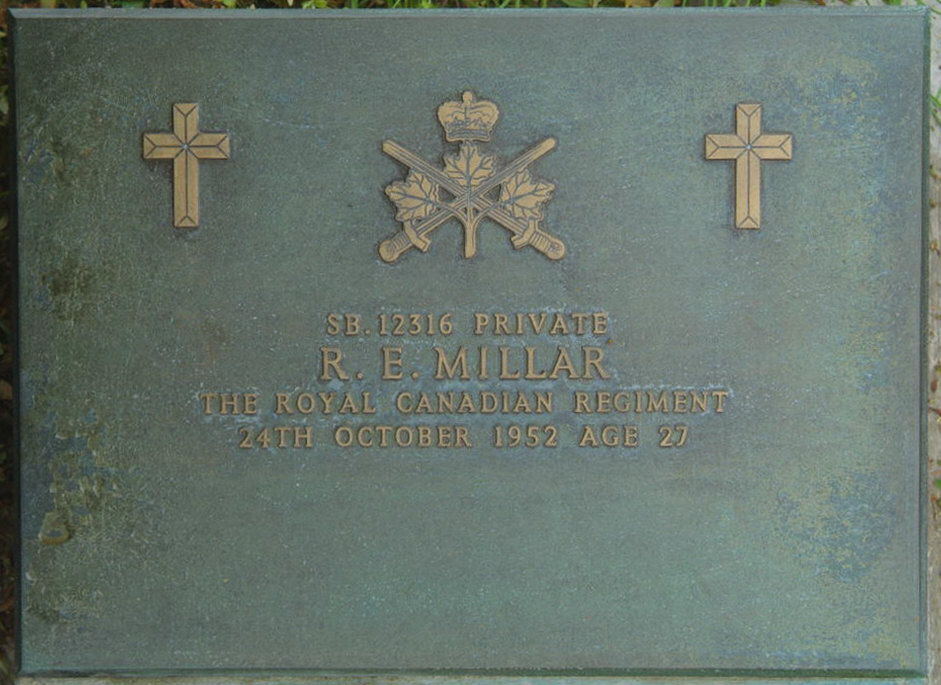 SB.12316 PRIVATE
R. E. MILLAR
THE ROYAL CANADIAN REGIMENT
24TH OCTOBER 1952 AGE 27